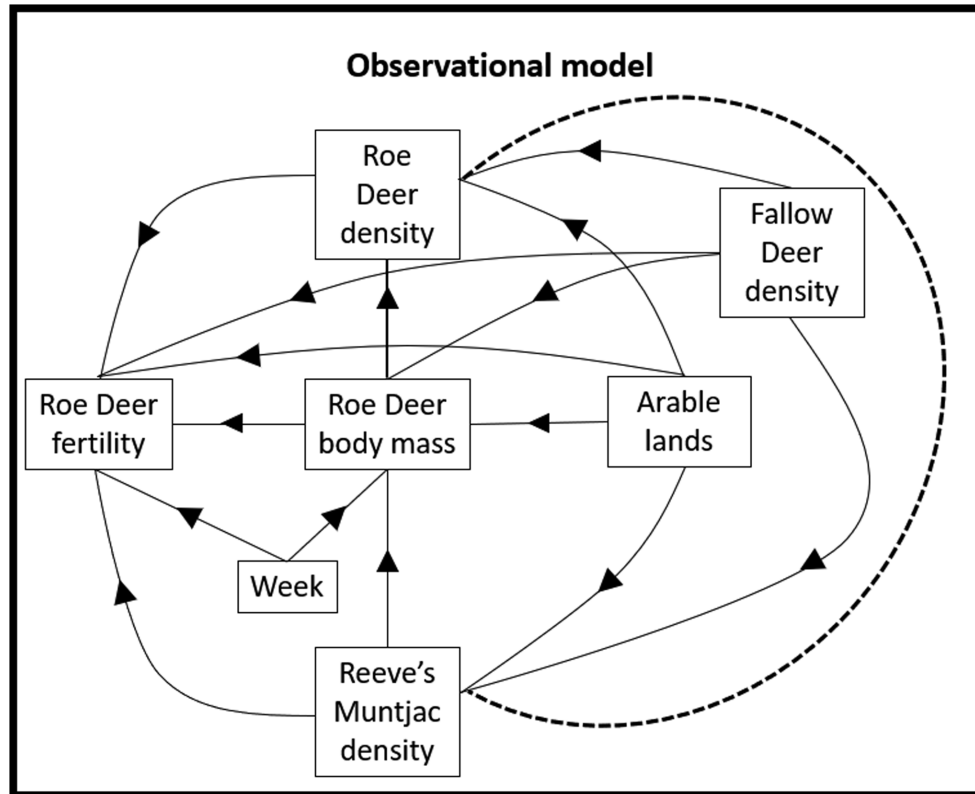 Observational model
Roe
Deer
density
Fallow
Deer
density
Roe Deer
fertility
Roe Deer
body mass
Arable
lands
Week
Reeve’s
Muntjac
density